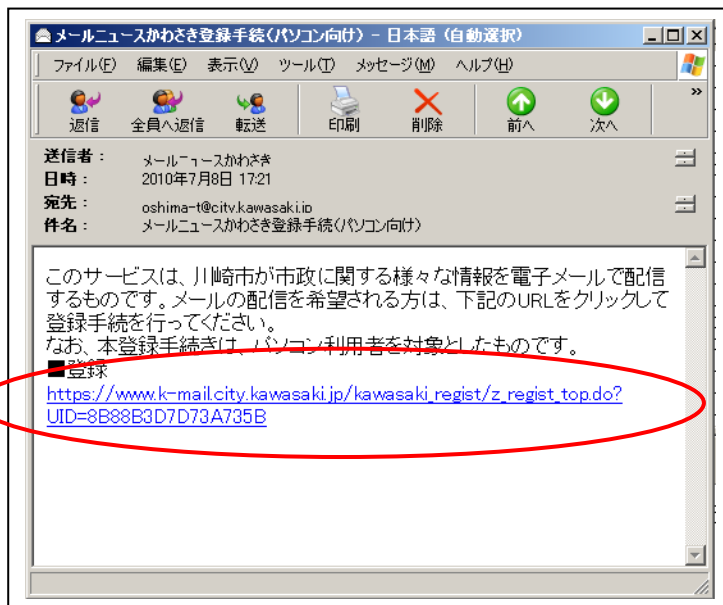 メールニュースかわさき登録手続(パソコン向け) - 日本語 (自動選択)
ファイル(F) 編集(E) 表示(V) ツール(T) メッセージ(M) ヘルプ(H)
返信 全員へ返信 転送 印刷 削除 前へ 次へ
送信者： メールニュースかわさき
日時： 2010年7月8日 17:21
宛先： oshima-t@city.kawasaki.jp
件名： メールニュースかわさき登録手続(パソコン向け)
このサービスは、川崎市が市政に関する様々な情報を電子メールで配信
するものです。メールの配信を希望される方は、下記のURLをクリックして
登録手続を行ってください。
なお、本登録手続きは、パソコン利用者を対象としたものです。
■登録
https://www.k-mail.city.kawasaki.jp/kawasaki_regist/z_regist_top.do?
UID=8B88B3D7D73A735B